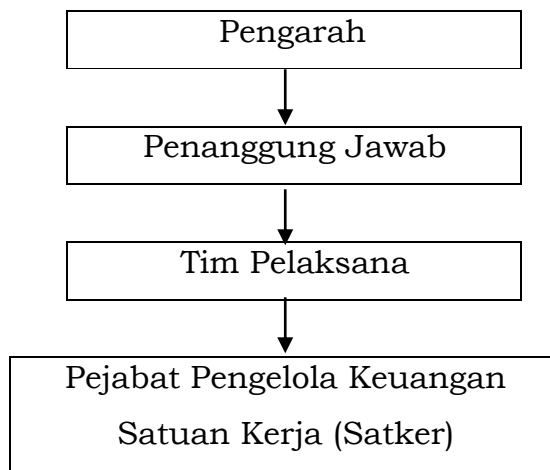 Pengarah
Penanggung Jawab
Tim Pelaksana
Pejabat Pengelola Keuangan
Satuan Kerja (Satker)